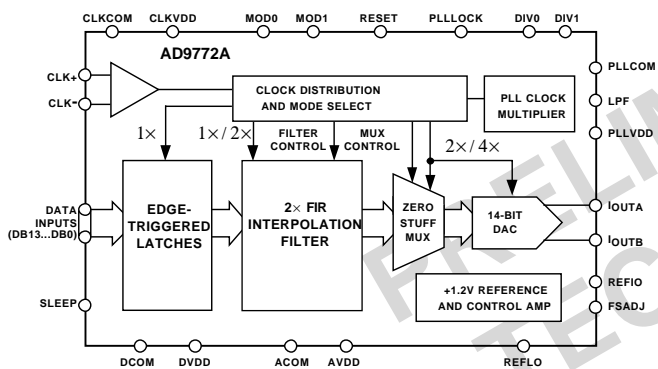 CLKCOM CLKVDD MOD0 MOD1 RESET PLLLOCK DIV0 DIV1
AD9772A
CLK+
CLK−
CLOCK DISTRIBUTION
AND MODE SELECT
PLL CLOCK
MULTIPLIER
PLLCOM
LPF
PLLVDD
1× 1×/2× FILTER
CONTROL
MUX
CONTROL
2×/4×
DATA
INPUTS
(DB13...DB0)
EDGE-
TRIGGERED
LATCHES
2× FIR
INTERPOLATION
FILTER
ZERO
STUFF
MUX
14-BIT
DAC
IOUTA
IOUTB
+1.2V REFERENCE
AND CONTROL AMP
REFIO
FSADJ
SLEEP
DCOM DVDD ACOM AVDD REFLO